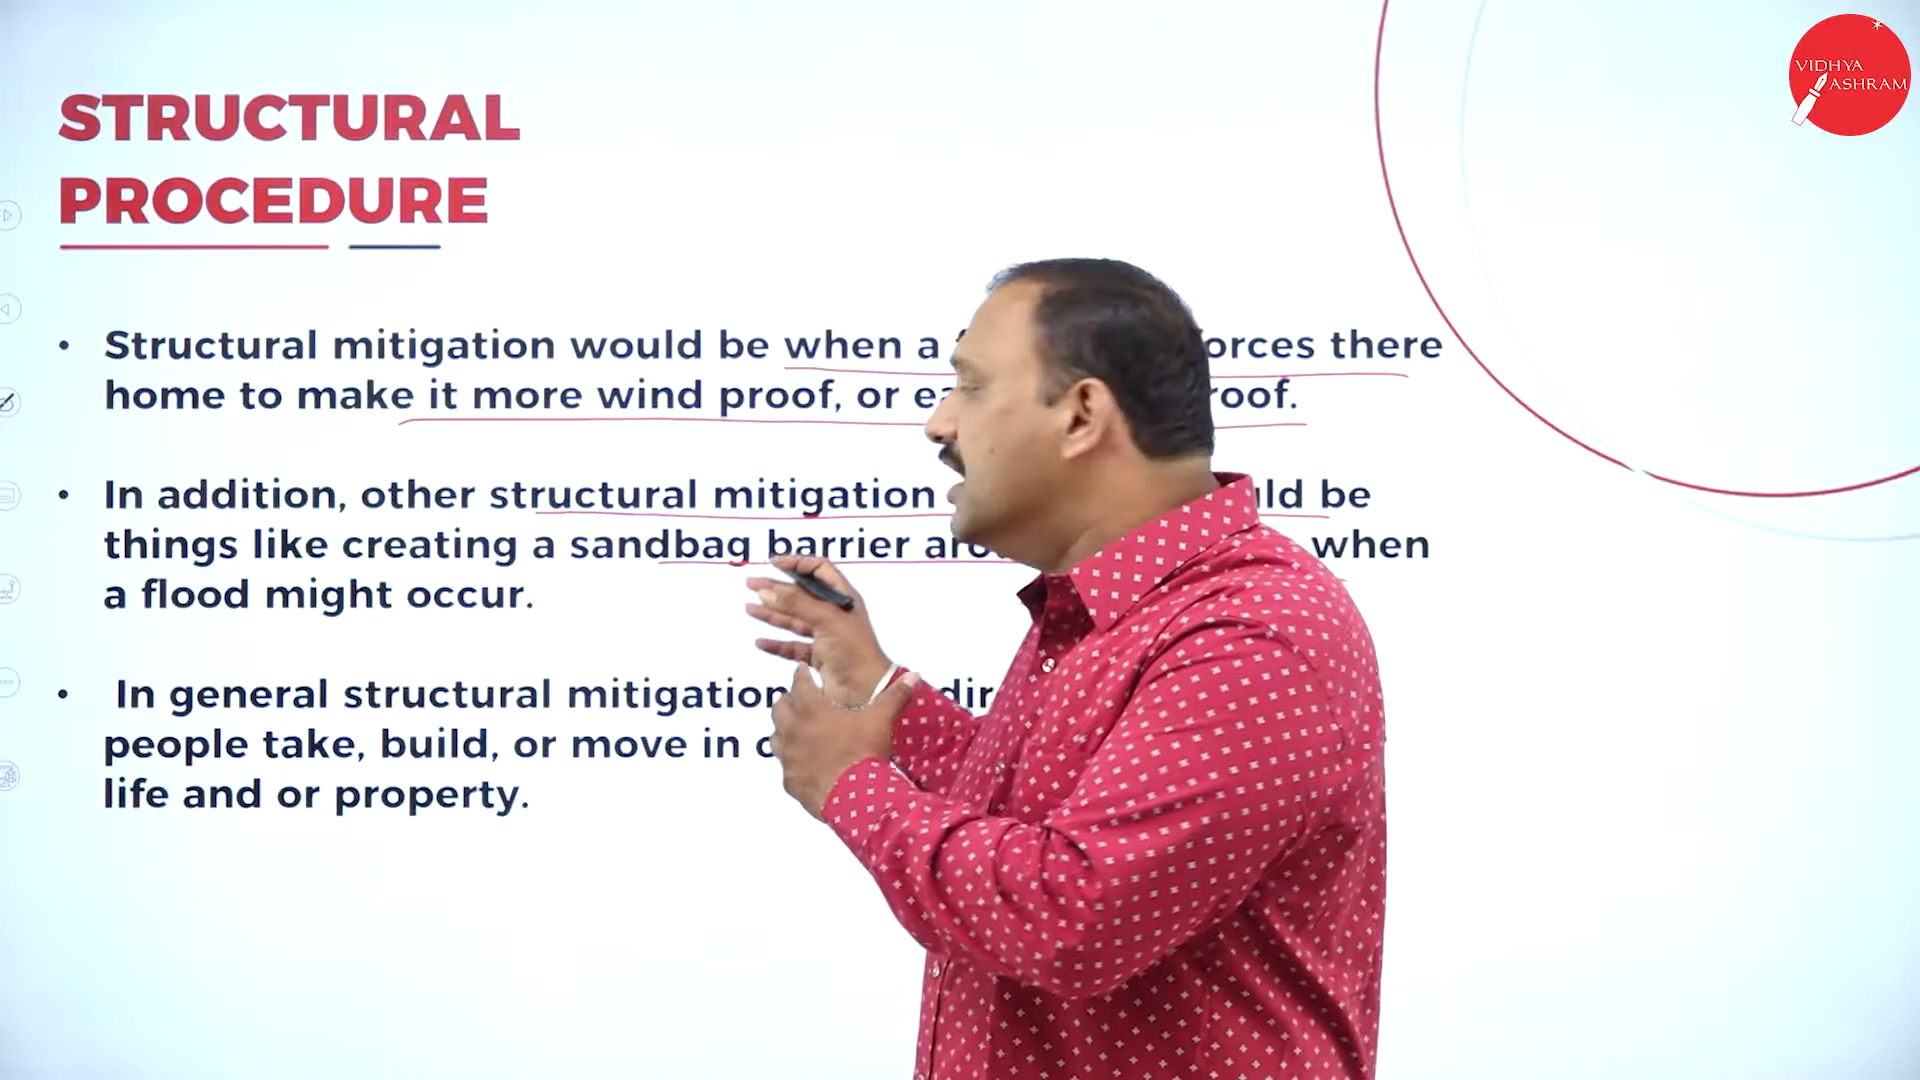 VIDHYA
ASHRAM
STRUCTURAL
PROCEDURE
• Structural mitigation would be when a orces there
home to make it more wind proof, or roof.
• In addition, other structural mitigation be
things like creating a sandbag barrier when
a flood might occur.
• In general structural mitigation
people take, build, or move in
life and or property.